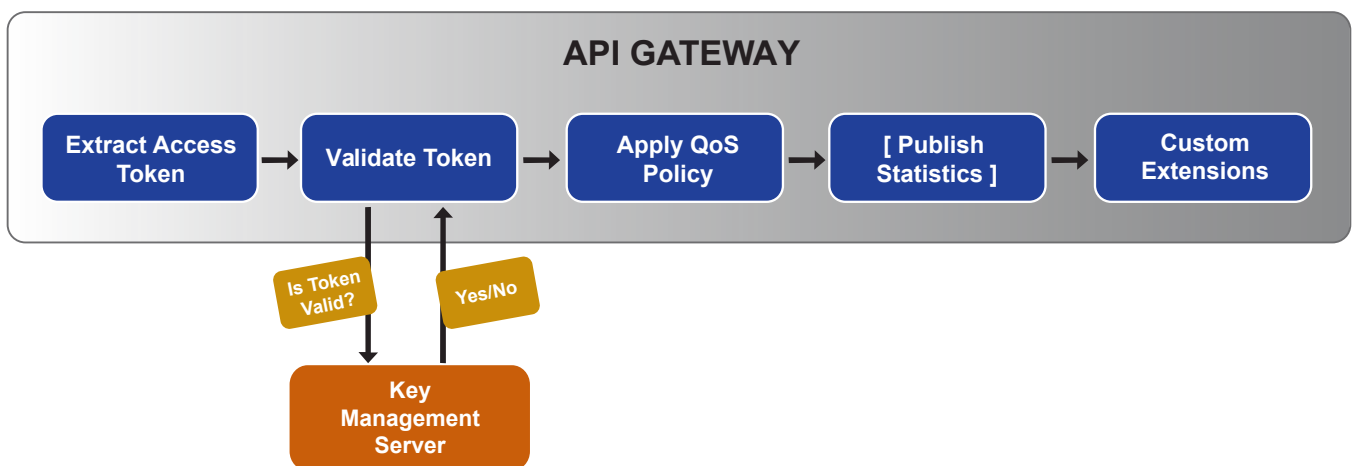 API GATEWAY
Extract Access
Token
Validate Token
Apply QoS
Policy
[ Publish
Statistics ]
Custom
Extensions
Is Token
Valid?
Yes/No
Key
Management
Server